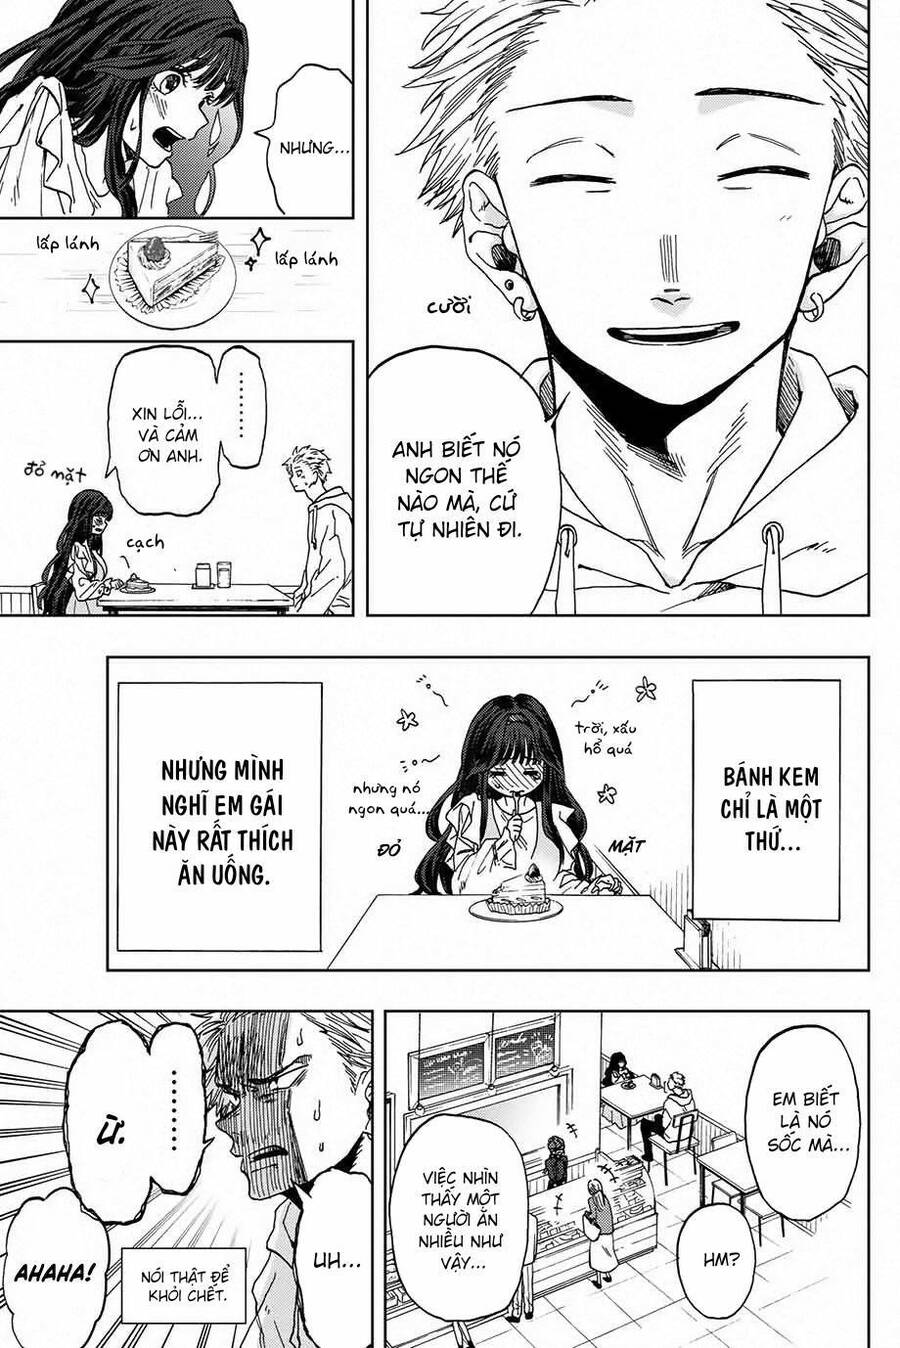 NHƯNG...
lấp lánh
lấp lánh
cười
ANH BIẾT NÓ
NGON THẾ
NÀO MÀ, CỨ
TỰ NHIÊN ĐI.
........
XIN LỖI...
VÀ CẢM
ƠN ANH.
đỏ mặt
cạch
NHƯNG MÌNH
NGHĨ EM GÁI
NÀY RẤT THÍCH
ĂN UỐNG.
trời, xấu
hổ quá
nhưng nó
ngon quá...
ĐỎ
MẶT
BÁNH KEM
CHỈ LÀ MỘT
THỨ...
......
Ừ.
AHAHA!
NÓI THẬT ĐỂ
KHỎI CHẾT.
UH...
EM BIẾT
LÀ NÓ
SỐC MÀ...
VIỆC NHÌN
THẤY MỘT
NGƯỜI ĂN
NHIỀU NHƯ
VẬY...
HM?